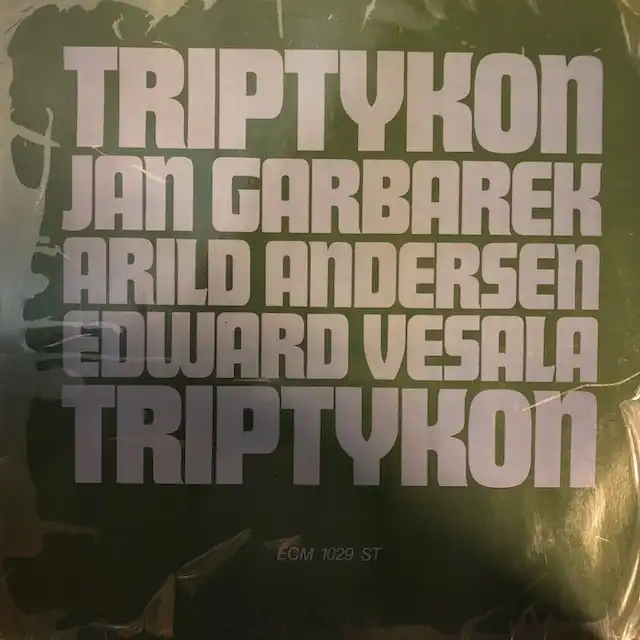 TRIPTYKON
JAN GARBAREK
ARILD ANDERSEN
EDWARD VESALA
TRIPTYKON
ECM 1029 ST